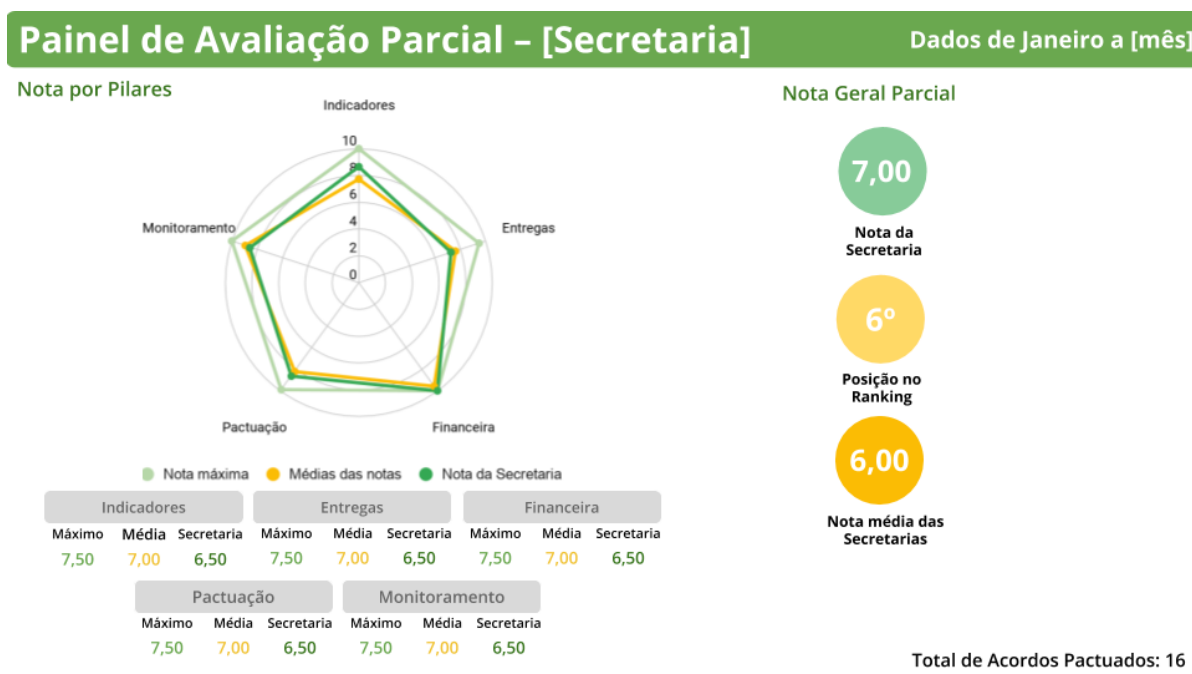 Painel de Avaliação Parcial – [Secretaria]
Dados de Janeiro a [mês]
Nota por Pilares
Indicadores
10
8
6
4
2
0
Monitoramento
Entregas
Pactuação
Financeira
Nota máxima
Médias das notas
Nota da Secretaria
Indicadores
Entregas
Financeira
Máximo Média Secretaria Máximo Média Secretaria Máximo Média Secretaria
7,50 7,00 6,50 7,50 7,00 6,50 7,50 7,00 6,50
Pactuação
Monitoramento
Máximo Média Secretaria Máximo Média Secretaria
7,50 7,00 6,50 7,50 7,00 6,50
Nota Geral Parcial
7,00
Nota da
Secretaria
6º
Posição no
Ranking
6,00
Nota média das
Secretarias
Total de Acordos Pactuados: 16